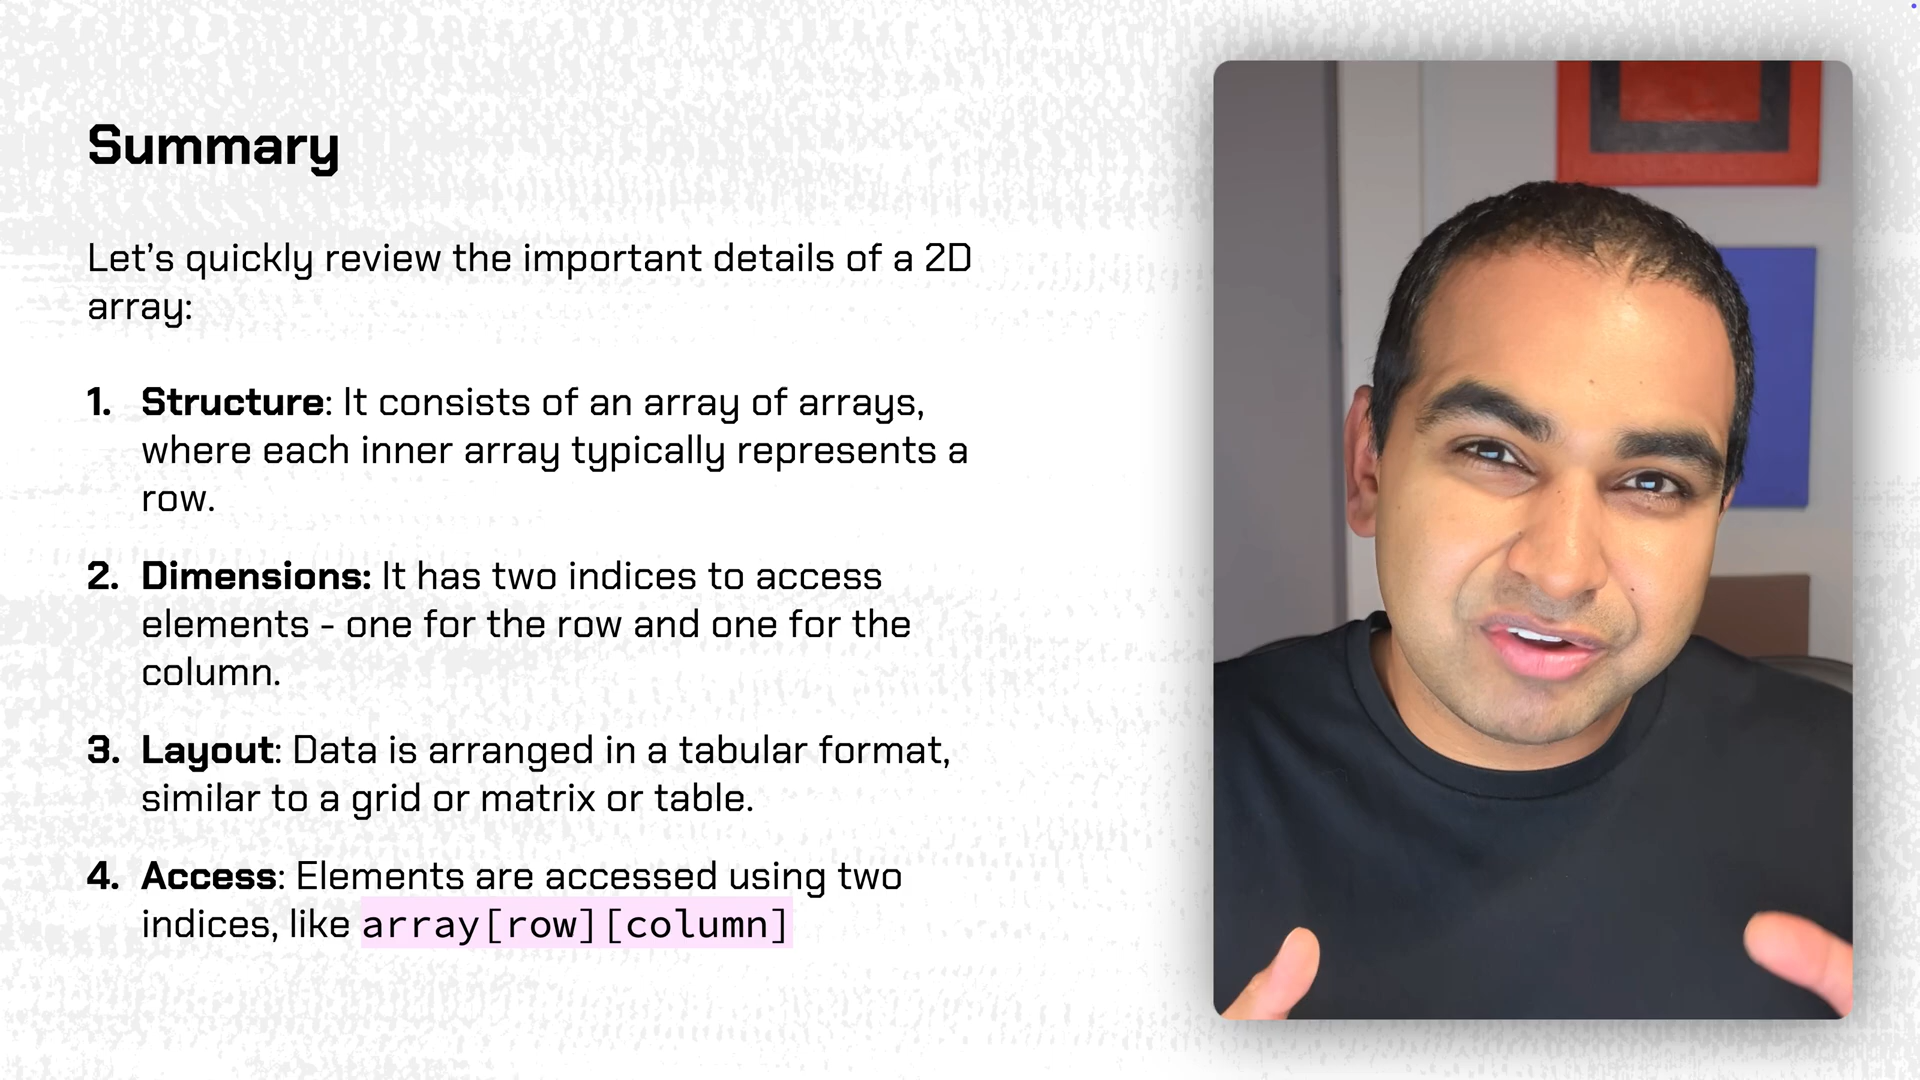 Summary
Let’s quickly review the important details of a 2D
array:
1. Structure: It consists of an array of arrays,
where each inner array typically represents a
row.
2. Dimensions: It has two indices to access
elements - one for the row and one for the
column.
3. Layout: Data is arranged in a tabular format,
similar to a grid or matrix or table.
4. Access: Elements are accessed using two
indices, like array[row][column]